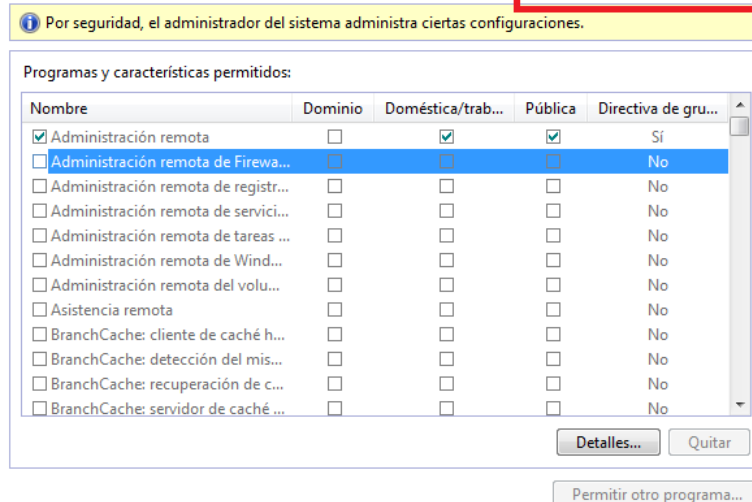 Por seguridad, el administrador del sistema administra ciertas configuraciones.
Programas y características permitidos:
Nombre Dominio Doméstica/trab... Pública Directiva de gru...
Administración remota Sí
Administración remota de Firewa... No
Administración remota de registr... No
Administración remota de servici... No
Administración remota de tareas ... No
Administración remota de Wind... No
Administración remota del volu... No
Asistencia remota No
BranchCache: cliente de caché h... No
BranchCache: detección del mis... No
BranchCache: recuperación de c... No
BranchCache: servidor de caché ... No
Detalles... Quitar
Permitir otro programa...